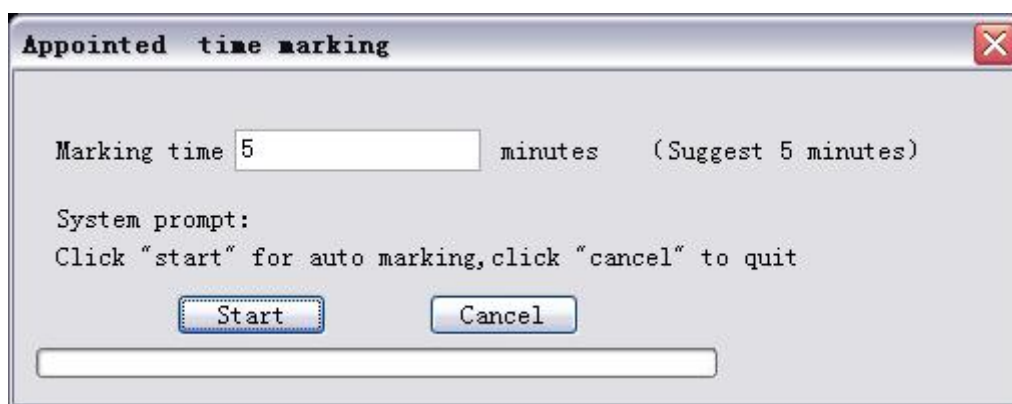 Appointed time marking
Marking time 5 minutes (Suggest 5 minutes)
System prompt:
Click "start" for auto marking,click "cancel" to quit
Start Cancel